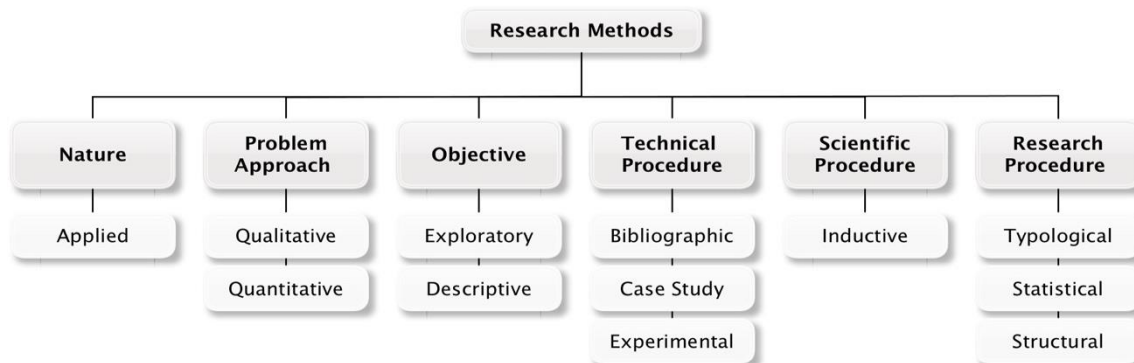 Research Methods
Nature
Problem
Approach
Objective
Technical
Procedure
Scientific
Procedure
Research
Procedure
Applied
Qualitative
Exploratory
Bibliographic
Inductive
Typological
Quantitative
Descriptive
Case Study
Statistical
Experimental
Structural